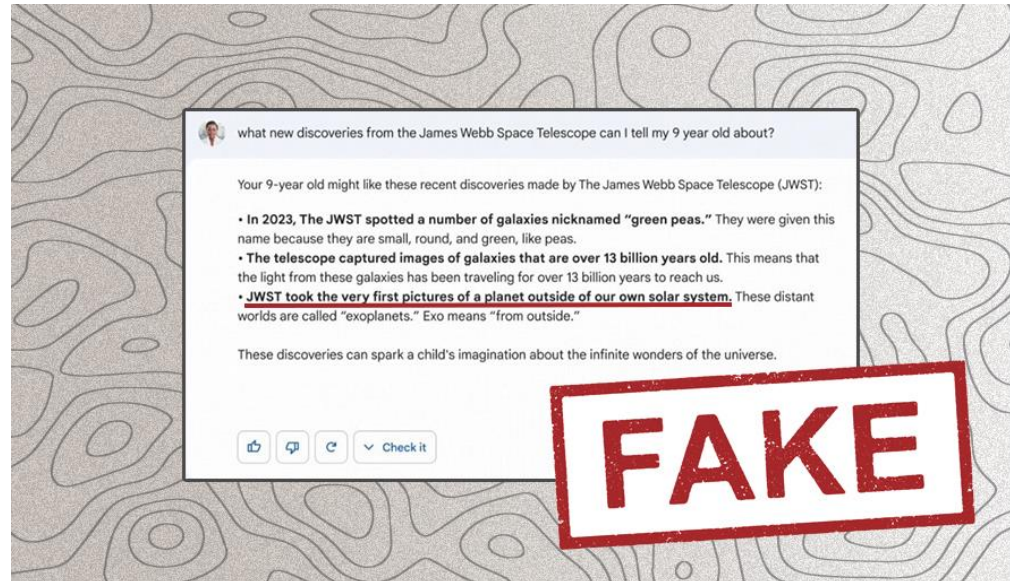 what new discoveries from the James Webb Space Telescope can I tell my 9 year old about?
Your 9-year old might like these recent discoveries made by The James Webb Space Telescope (JWST):
• In 2023, The JWST spotted a number of galaxies nicknamed “green peas.” They were given this
name because they are small, round, and green, like peas.
• The telescope captured images of galaxies that are over 13 billion years old. This means that
the light from these galaxies has been traveling for over 13 billion years to reach us.
• JWST took the very first pictures of a planet outside of our own solar system. These distant
worlds are called “exoplanets.” Exo means “from outside.”
These discoveries can spark a child's imagination about the infinite wonders of the universe.
Check it
FAKE